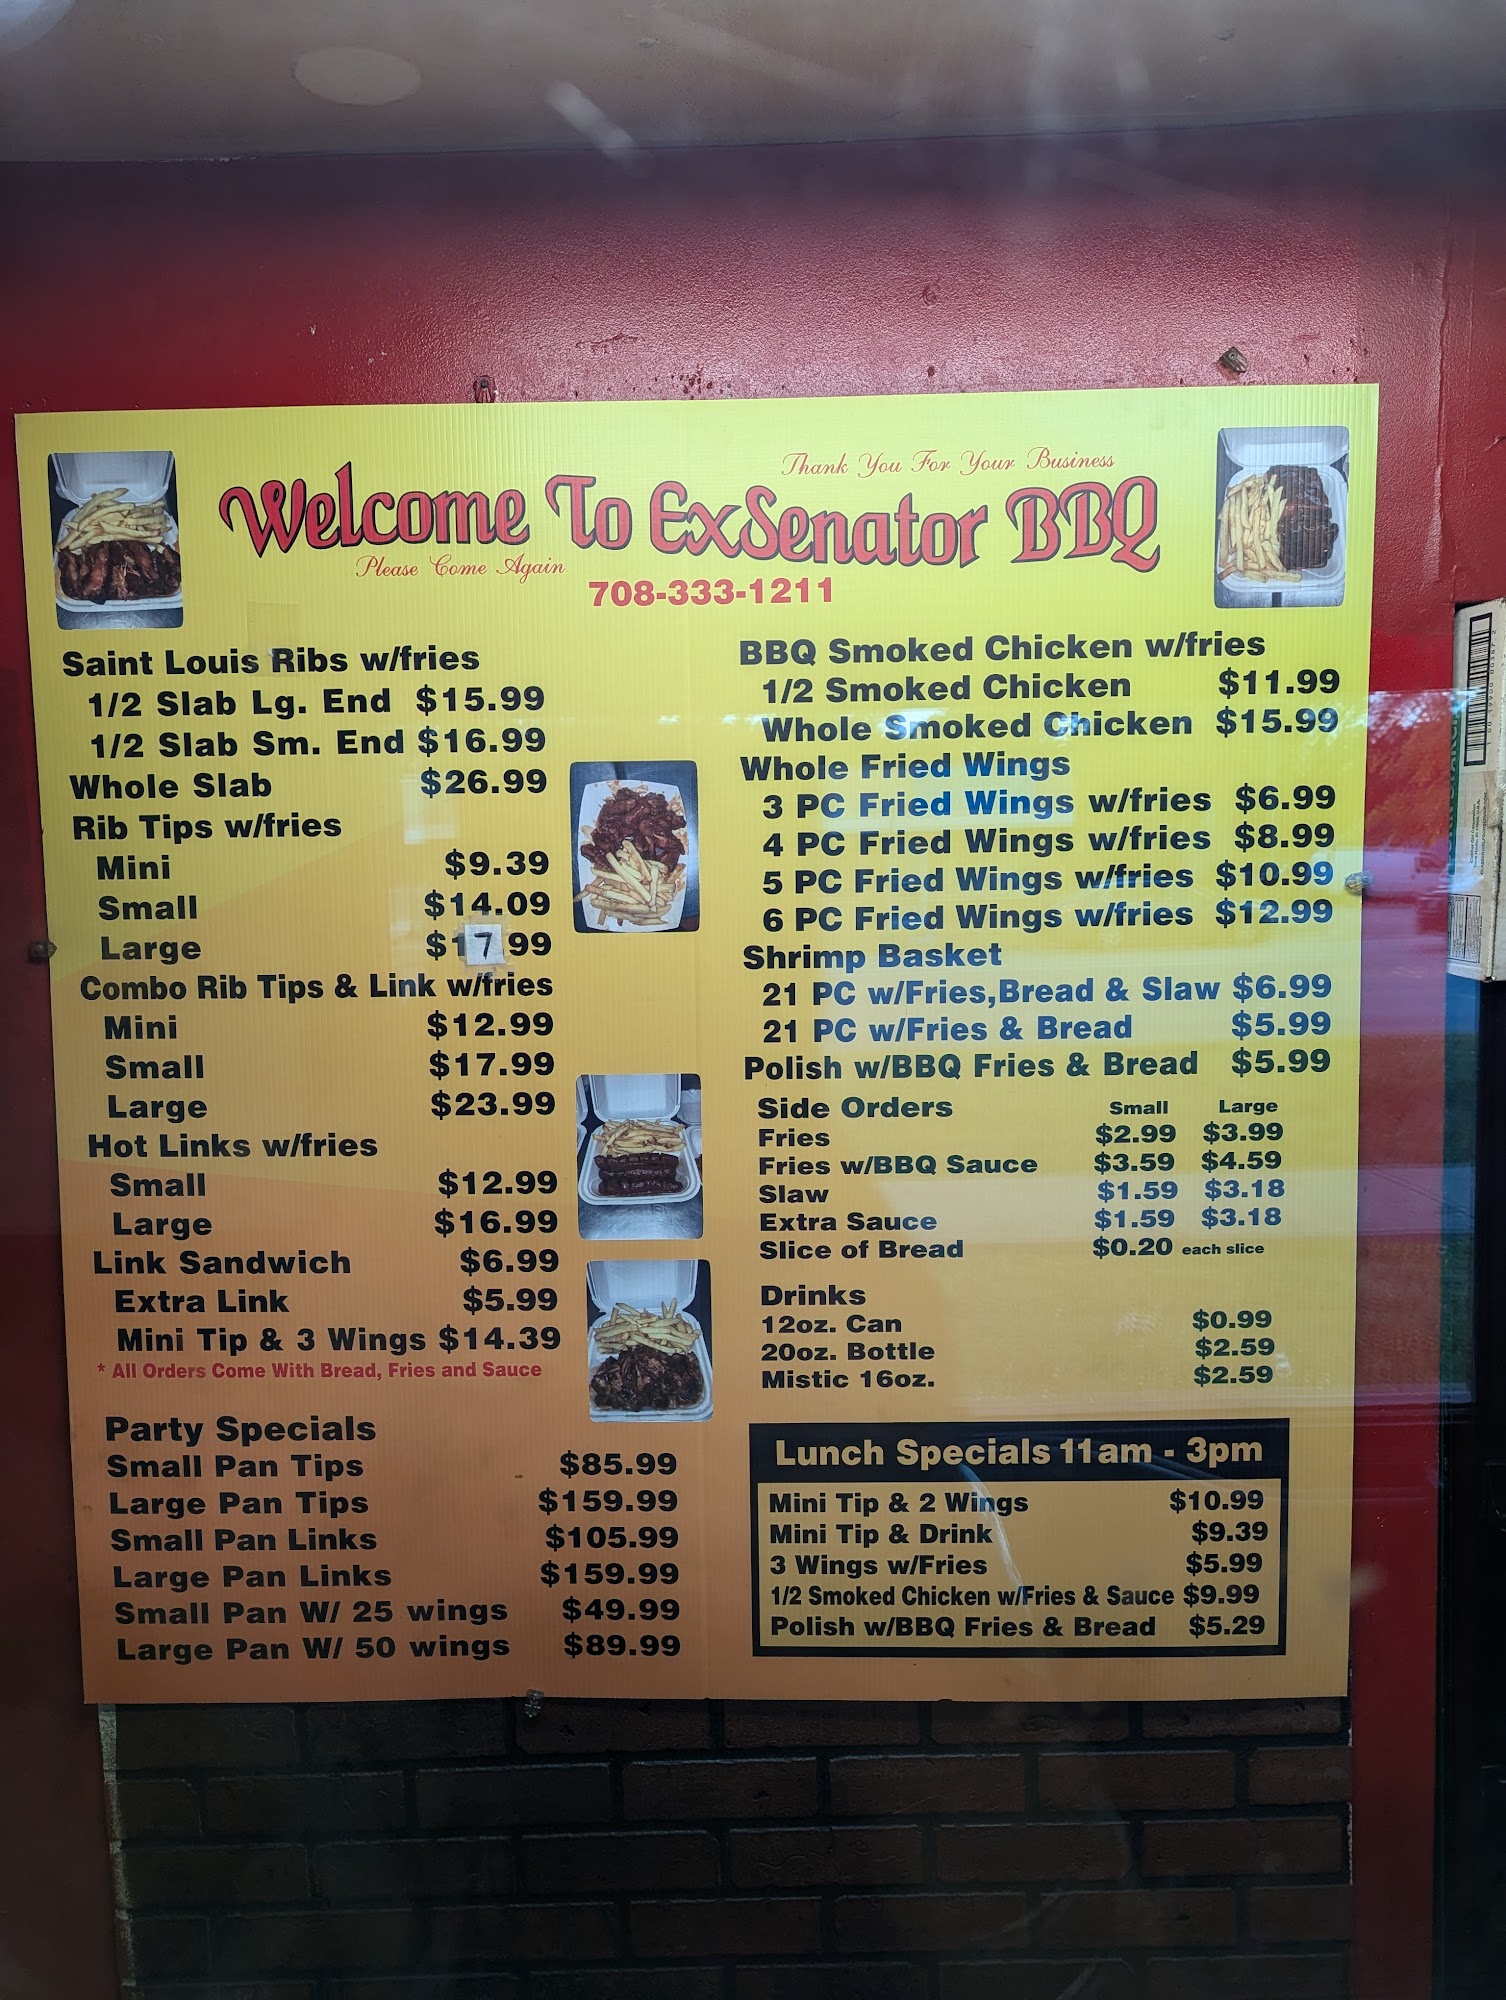 Thank You For Your Business
Welcome To ExSenator BBQ
Please Come Again
708-333-1211
Saint Louis Ribs w/fries
1/2 Slab Lg. End $15.99
1/2 Slab Sm. End $16.99
Whole Slab $26.99
Rib Tips w/fries
Mini $9.39
Small $14.09
Large $17.99
Combo Rib Tips & Link w/fries
Mini $12.99
Small $17.99
Large $23.99
Hot Links w/fries
Small $12.99
Large $16.99
Link Sandwich $6.99
Extra Link $5.99
Mini Tip & 3 Wings $14.39
* All Orders Come With Bread, Fries and Sauce
Party Specials
Small Pan Tips $85.99
Large Pan Tips $159.99
Small Pan Links $105.99
Large Pan Links $159.99
Small Pan W/ 25 wings $49.99
Large Pan W/ 50 wings $89.99
BBQ Smoked Chicken w/fries
1/2 Smoked Chicken $11.99
Whole Smoked Chicken $15.99
Whole Fried Wings
3 PC Fried Wings w/fries $6.99
4 PC Fried Wings w/fries $8.99
5 PC Fried Wings w/fries $10.99
6 PC Fried Wings w/fries $12.99
Shrimp Basket
21 PC w/Fries,Bread & Slaw $6.99
21 PC w/Fries & Bread $5.99
Polish w/BBQ Fries & Bread $5.99
Side Orders Small Large
Fries $2.99 $3.99
Fries w/BBQ Sauce $3.59 $4.59
Slaw $1.59 $3.18
Extra Sauce $1.59 $3.18
Slice of Bread $0.20 each slice
Drinks
12oz. Can $0.99
20oz. Bottle $2.59
Mistic 16oz. $2.59
Lunch Specials 11am - 3pm
Mini Tip & 2 Wings $10.99
Mini Tip & Drink $9.39
3 Wings w/Fries $5.99
1/2 Smoked Chicken w/Fries & Sauce $9.99
Polish w/BBQ Fries & Bread $5.29